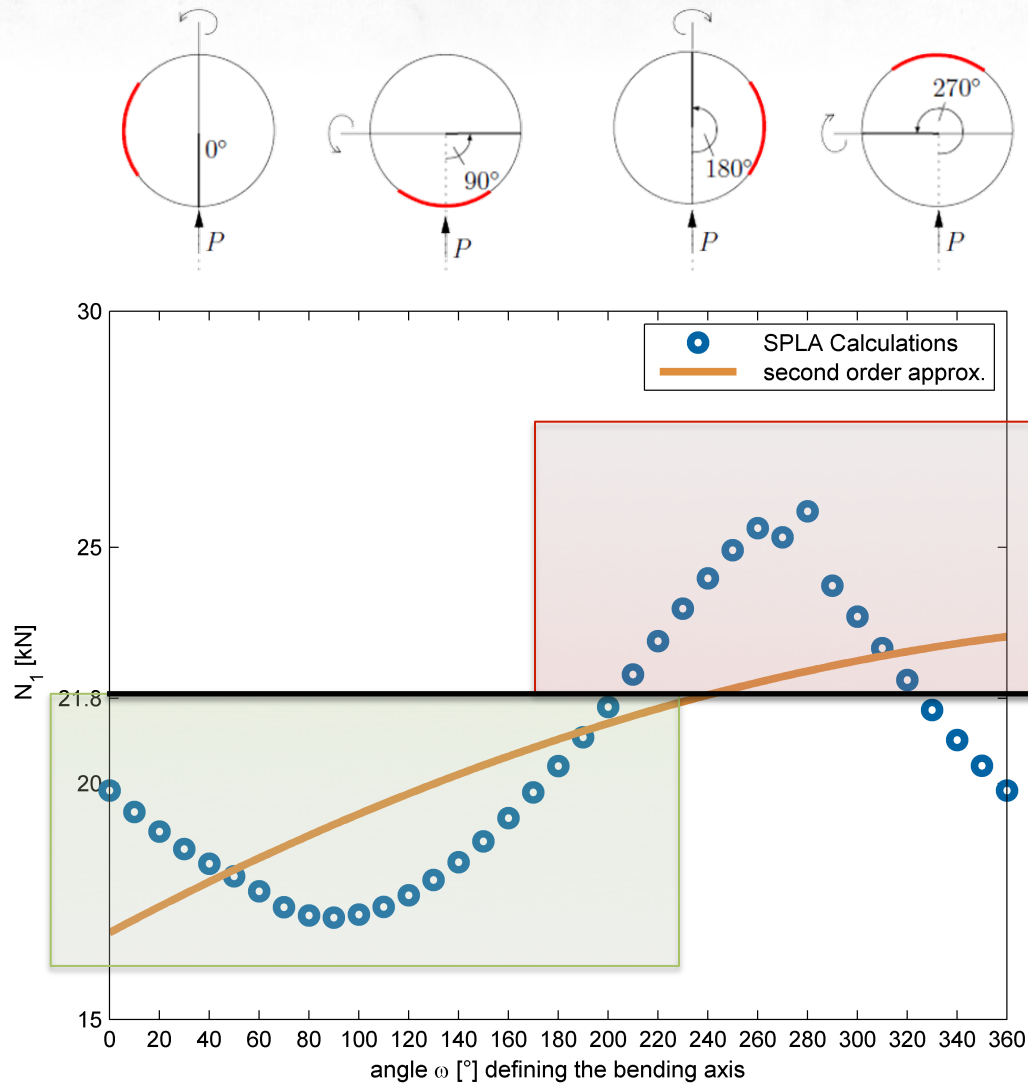 0°
P
90°
P
180°
P
270°
P
30
25
21.8
20
15
N₁ [kN]
SPLA Calculations
second order approx.
0 20 40 60 80 100 120 140 160 180 200 220 240 260 280 300 320 340 360
angle ω [°] defining the bending axis